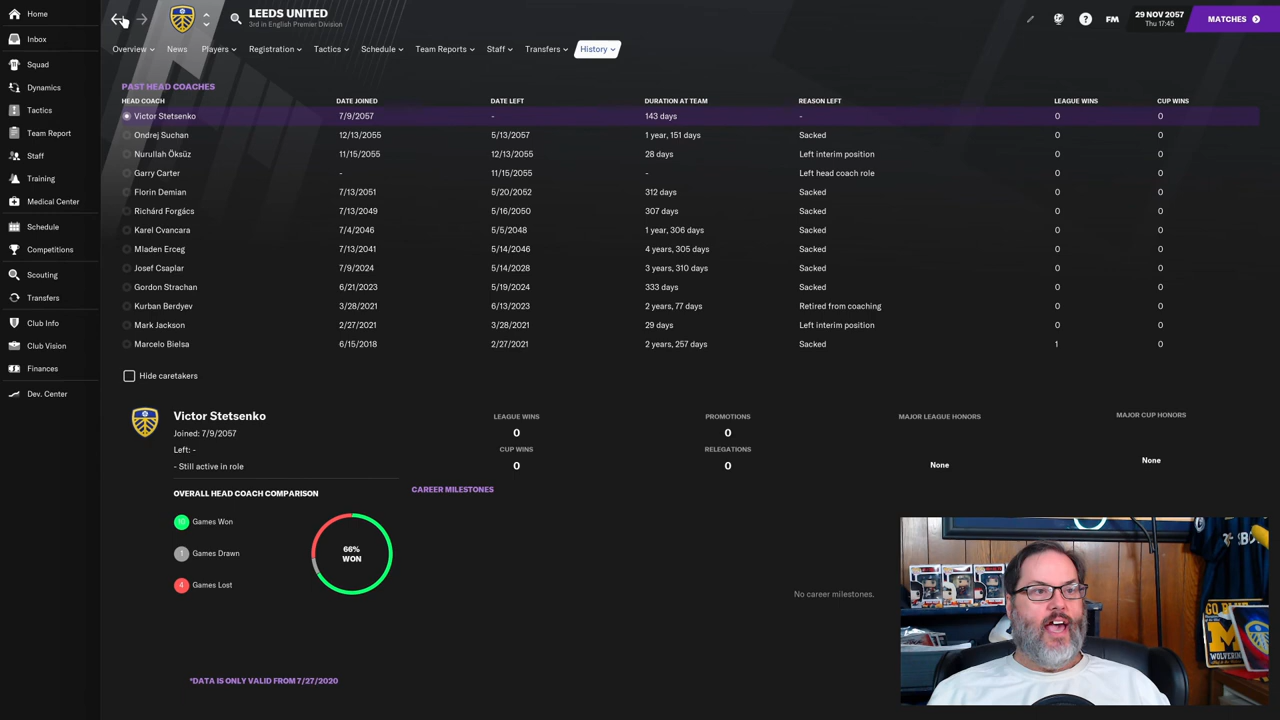 LEEDS UNITED
3rd in English Premier Division
29 NOV 2057
Thu 17:45
FM
MATCHES
Home
Inbox
Squad
Dynamics
Tactics
Team Report
Staff
Training
Medical Center
Schedule
Competitions
Scouting
Transfers
Club Info
Club Vision
Finances
Dev. Center
Overview News Players Registration Tactics Schedule Team Reports Staff Transfers History
PAST HEAD COACHES
HEAD COACH DATE JOINED DATE LEFT DURATION AT TEAM REASON LEFT LEAGUE WINS CUP WINS
Victor Stetsenko 7/9/2057 - 143 days - 0 0
Ondrej Suchan 12/13/2055 5/13/2057 1 year, 151 days Sacked 0 0
Nurullah Öksüz 11/15/2055 12/13/2055 28 days Left interim position 0 0
Garry Carter - 11/15/2055 - Left head coach role 0 0
Florin Demian 7/13/2051 5/20/2052 312 days Sacked 0 0
Richárd Forgács 7/13/2049 5/16/2050 307 days Sacked 0 0
Karel Cvancara 7/4/2046 5/5/2048 1 year, 306 days Sacked 0 0
Mladen Erceg 7/13/2041 5/14/2046 4 years, 305 days Sacked 0 0
Josef Csaplar 7/9/2024 5/14/2028 3 years, 310 days Sacked 0 0
Gordon Strachan 6/21/2023 5/19/2024 333 days Sacked 0 0
Kurban Berdyev 3/28/2021 6/13/2023 2 years, 77 days Retired from coaching 0 0
Mark Jackson 2/27/2021 3/28/2021 29 days Left interim position 0 0
Marcelo Bielsa 6/15/2018 2/27/2021 2 years, 257 days Sacked 1 0
Hide caretakers
Victor Stetsenko
Joined: 7/9/2057
Left: -
- Still active in role
LEAGUE WINS
0
CUP WINS
0
PROMOTIONS
0
RELEGATIONS
0
MAJOR LEAGUE HONORS
None
MAJOR CUP HONORS
None
OVERALL HEAD COACH COMPARISON
10 Games Won
1 Games Drawn
4 Games Lost
66%
WON
CAREER MILESTONES
No career milestones.
*DATA IS ONLY VALID FROM 7/27/2020
GO BLUE
M